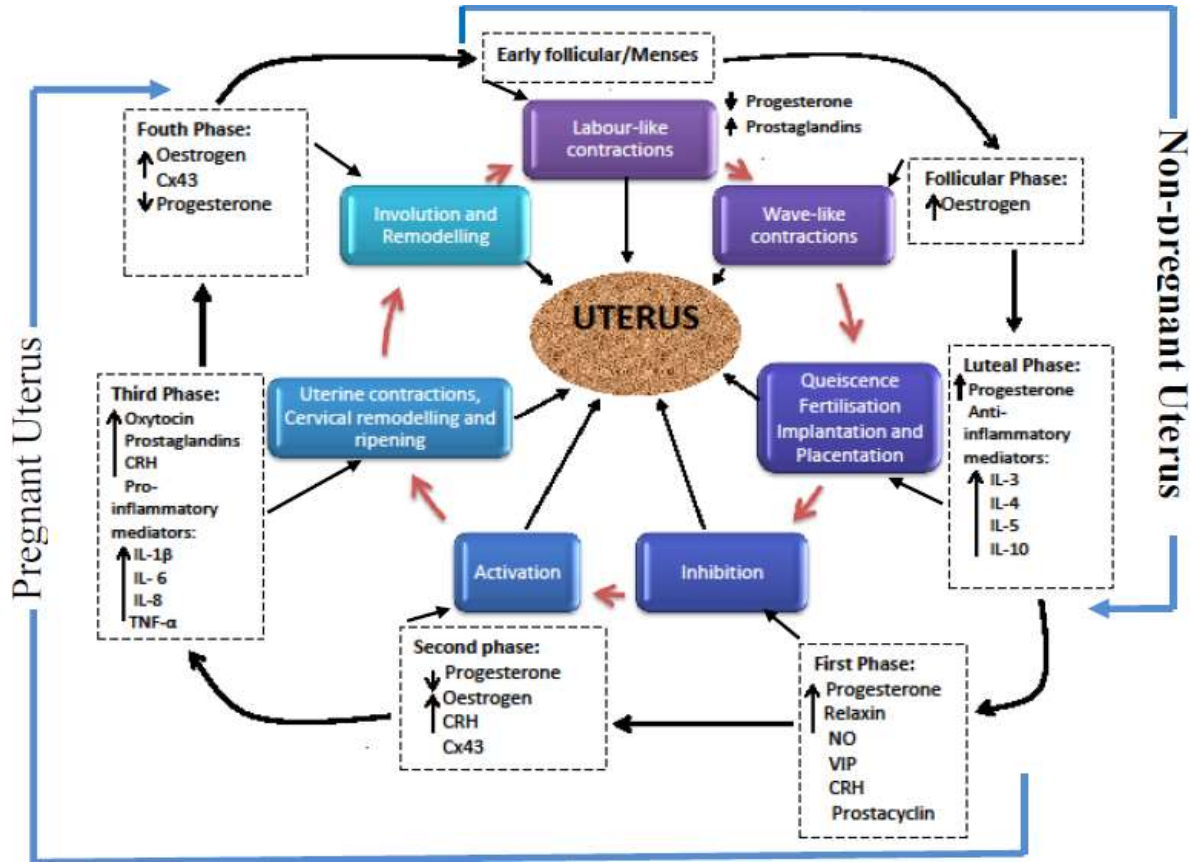 Early follicular/Menses
Labour-like
contractions
Progesterone
Prostaglandins
Fouth Phase:
Oestrogen
Cx43
Progesterone
Involution and
Remodelling
Wave-like
contractions
Follicular Phase:
Oestrogen
UTERUS
Non-pregnant Uterus
Pregnant Uterus
Third Phase:
Oxytocin
Prostaglandins
CRH
Pro-
inflammatory
mediators:
IL-1β
IL- 6
IL-8
TNF-α
Uterine contractions,
Cervical remodelling and
ripening
Queiscence
Fertilisation
Implantation and
Placentation
Luteal Phase:
Progesterone
Anti-
inflammatory
mediators:
IL-3
IL-4
IL-5
IL-10
Activation
Inhibition
Second phase:
Progesterone
Oestrogen
CRH
Cx43
First Phase:
Progesterone
Relaxin
NO
VIP
CRH
Prostacyclin